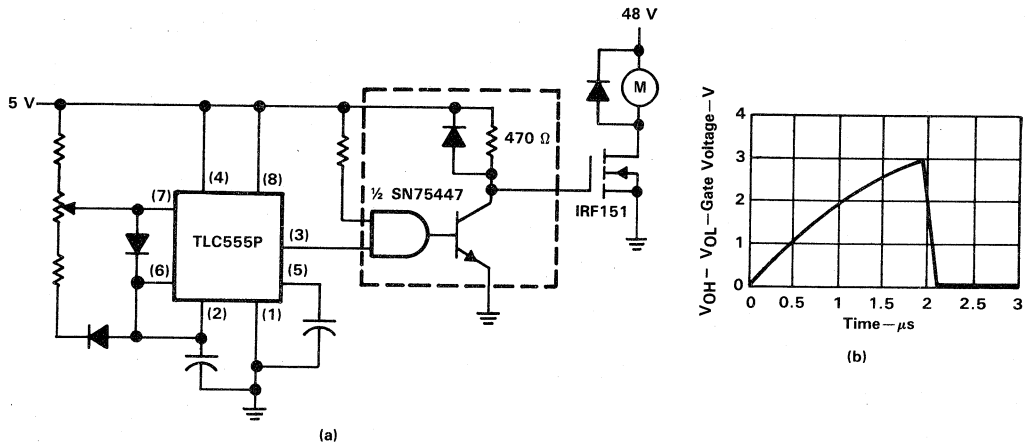 48 V
5 V
M
470 Ω
½ SN75447
IRF151
(4)
(8)
(7)
TLC555P
(3)
(6)
(5)
(2)
(1)
(a)
VOH – VOL – Gate Voltage – V
4
3
2
1
0
0 0.5 1 1.5 2 2.5 3
Time — μs
(b)